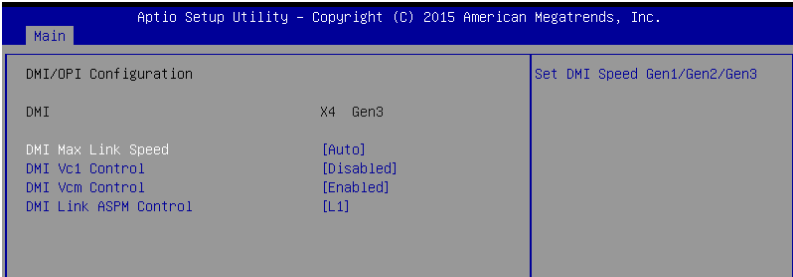 Aptio Setup Utility – Copyright (C) 2015 American Megatrends, Inc.
Main
DMI/OPI Configuration
Set DMI Speed Gen1/Gen2/Gen3
DMI X4 Gen3
DMI Max Link Speed [Auto]
DMI Vc1 Control [Disabled]
DMI Vcm Control [Enabled]
DMI Link ASPM Control [L1]